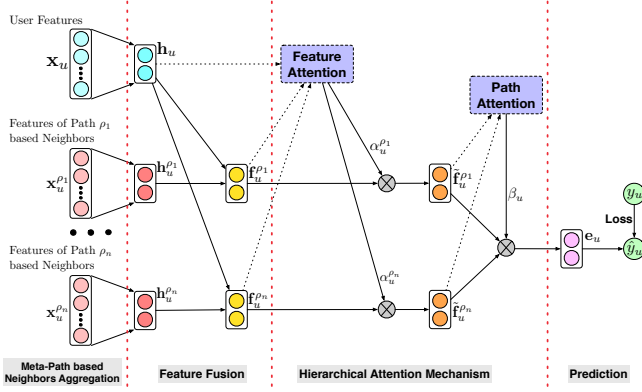 User Features
x_u
h_u
Feature
Attention
Path
Attention
Features of Path ρ_1
based Neighbors
x_u^{ρ_1}
h_u^{ρ_1}
f_u^{ρ_1}
α_u^{ρ_1}
f̃_u^{ρ_1}
β_u
y_u
Loss
e_u
ŷ_u
Features of Path ρ_n
based Neighbors
x_u^{ρ_n}
h_u^{ρ_n}
f_u^{ρ_n}
α_u^{ρ_n}
f̃_u^{ρ_n}
Meta-Path based
Neighbors Aggregation
Feature Fusion
Hierarchical Attention Mechanism
Prediction